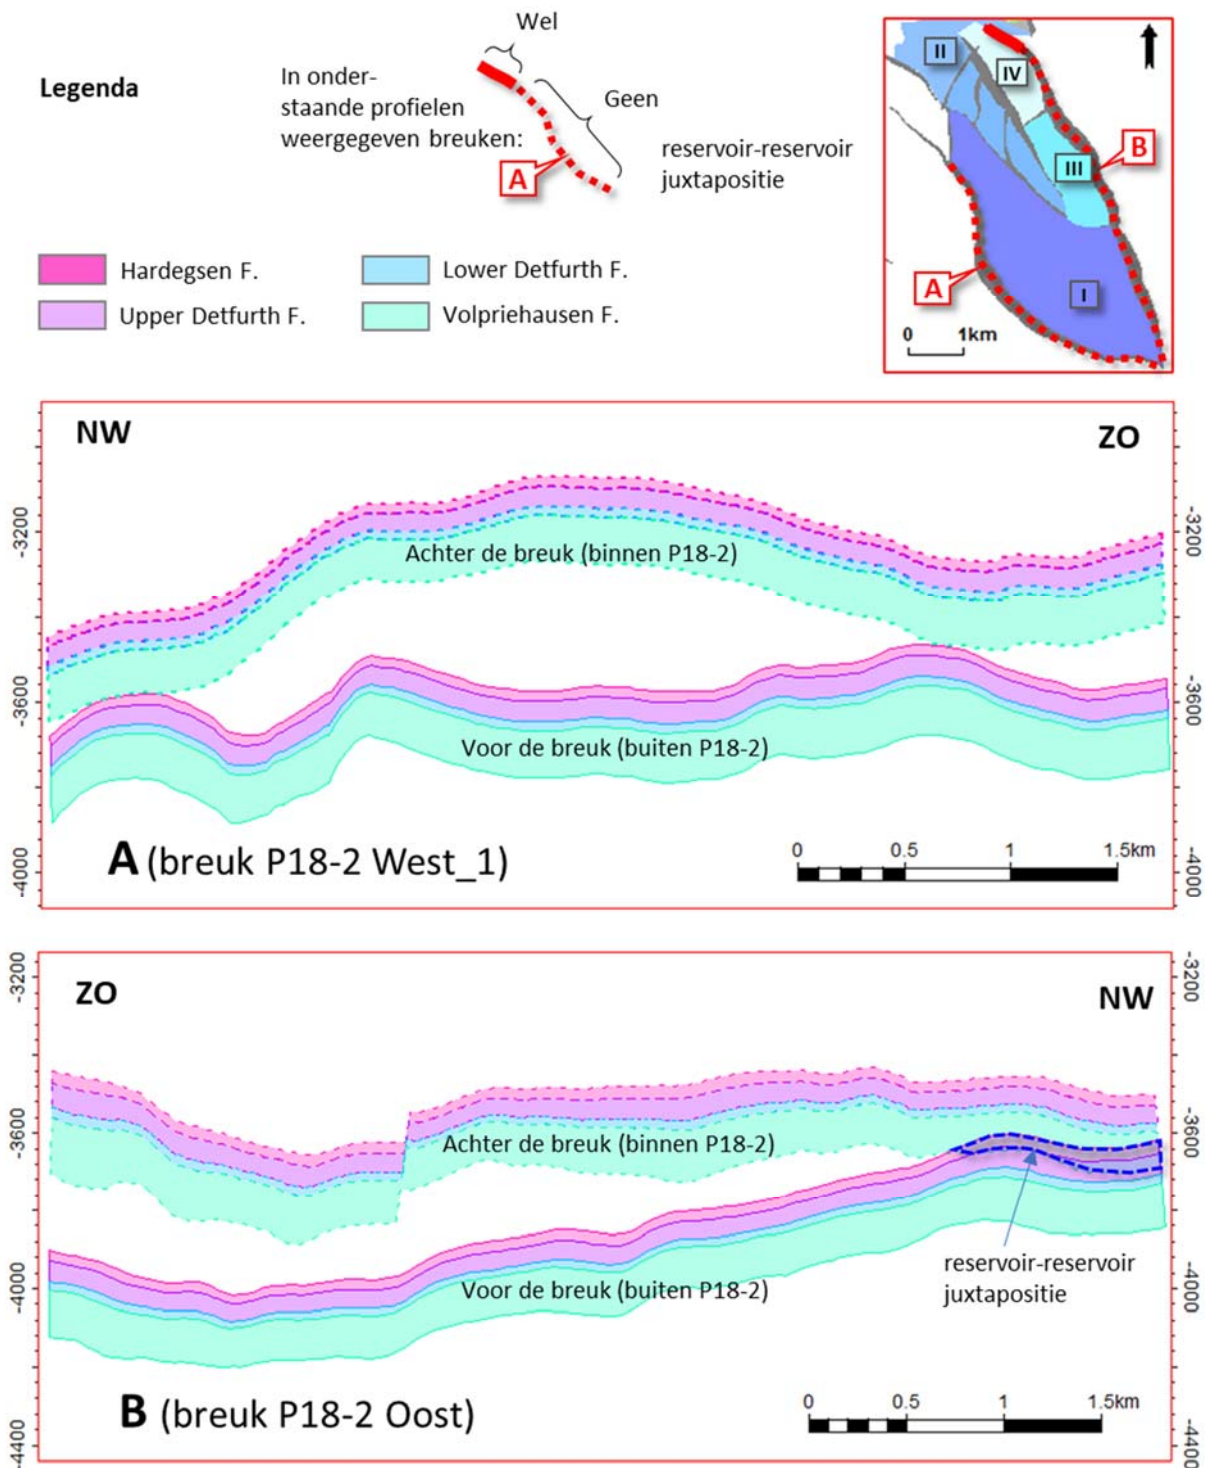 Legenda
In onder-
staande profielen
weergegeven breuken:
Wel
Geen
reservoir-reservoir
juxtapositie
A
Hardegsen F.
Upper Detfurth F.
Lower Detfurth F.
Volpriehausen F.
II
IV
III
I
B
A
0 1km
NW
ZO
-3200
-3600
-4000
-3200
-3600
-4000
Achter de breuk (binnen P18-2)
Voor de breuk (buiten P18-2)
A (breuk P18-2 West_1)
0 0.5 1 1.5km
ZO
NW
-3200
-3600
-4000
-4400
-3200
-3600
-4000
-4400
Achter de breuk (binnen P18-2)
Voor de breuk (buiten P18-2)
reservoir-reservoir
juxtapositie
B (breuk P18-2 Oost)
0 0.5 1 1.5km